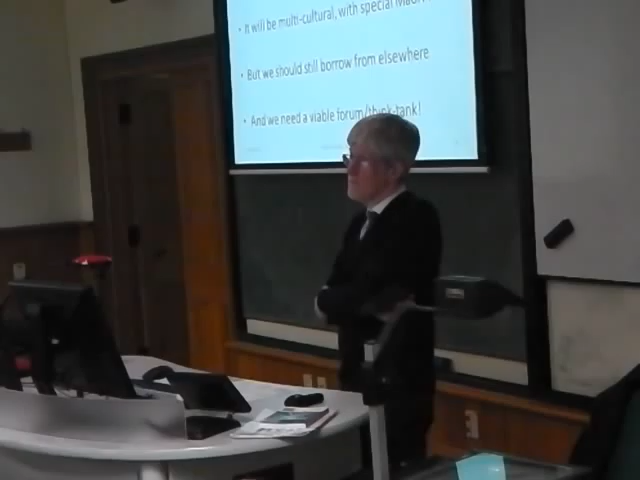 • It will be multi-cultural, with special Maori
• But we should still borrow from elsewhere
• And we need a viable forum/think-tank!